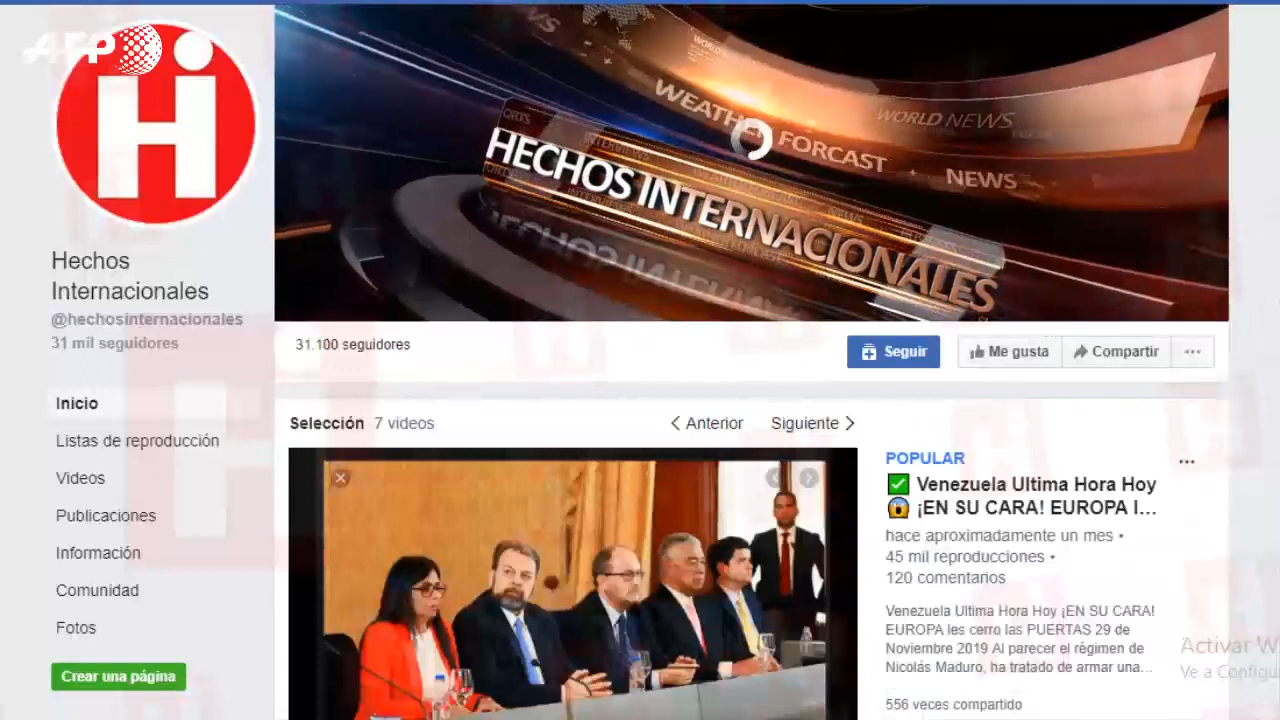 AFP
Hi
WORLD
NEWS
WEATHER FORCAST
WORLD NEWS
NEWS
INTERVIEWS
HECHOS INTERNACIONALES
Hechos
Internacionales
@hechosinternacionales
31 mil seguidores
31.100 seguidores
Seguir
Me gusta
Compartir
...
Inicio
Listas de reproducción
Videos
Publicaciones
Información
Comunidad
Fotos
Crear una página
Selección 7 videos
Anterior
Siguiente
POPULAR
...
Venezuela Ultima Hora Hoy
¡EN SU CARA! EUROPA l…
hace aproximadamente un mes •
45 mil reproducciones •
120 comentarios
Venezuela Ultima Hora Hoy ¡EN SU CARA!
EUROPA les cerro las PUERTAS 29 de
Noviembre 2019 Al parecer el régimen de
Nicolás Maduro, ha tratado de armar una…
556 veces compartido
Activar W
Ve a Configu